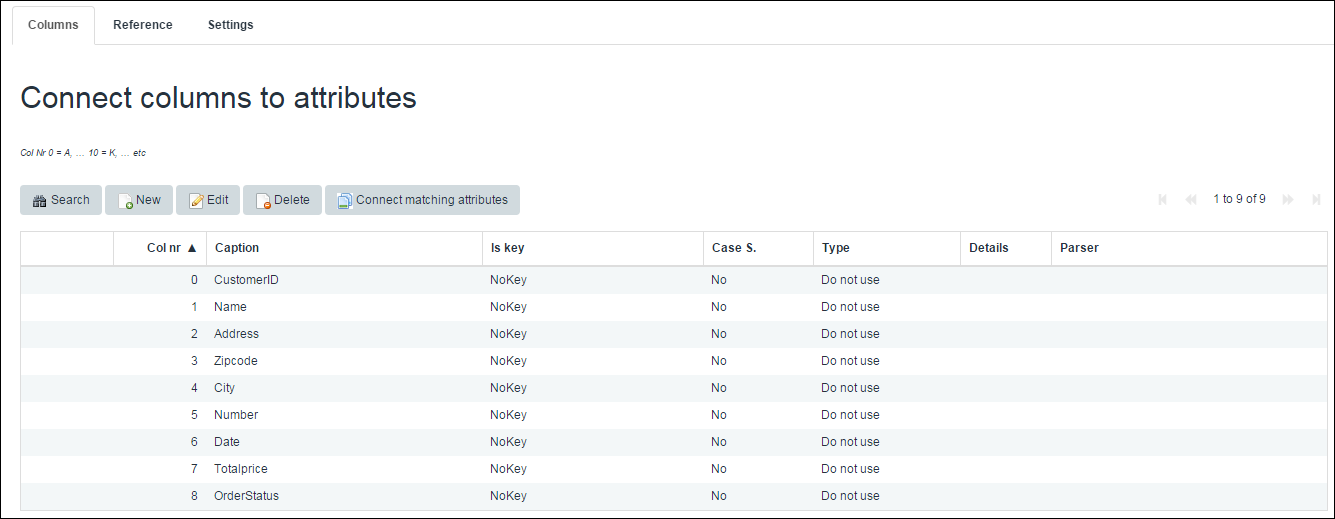 Columns Reference Settings
Connect columns to attributes
Col Nr 0 = A, ... 10 = K, ... etc
Search New Edit Delete Connect matching attributes 1 to 9 of 9
Col nr ▲ Caption Is key Case S. Type Details Parser
0 CustomerID NoKey No Do not use
1 Name NoKey No Do not use
2 Address NoKey No Do not use
3 Zipcode NoKey No Do not use
4 City NoKey No Do not use
5 Number NoKey No Do not use
6 Date NoKey No Do not use
7 Totalprice NoKey No Do not use
8 OrderStatus NoKey No Do not use